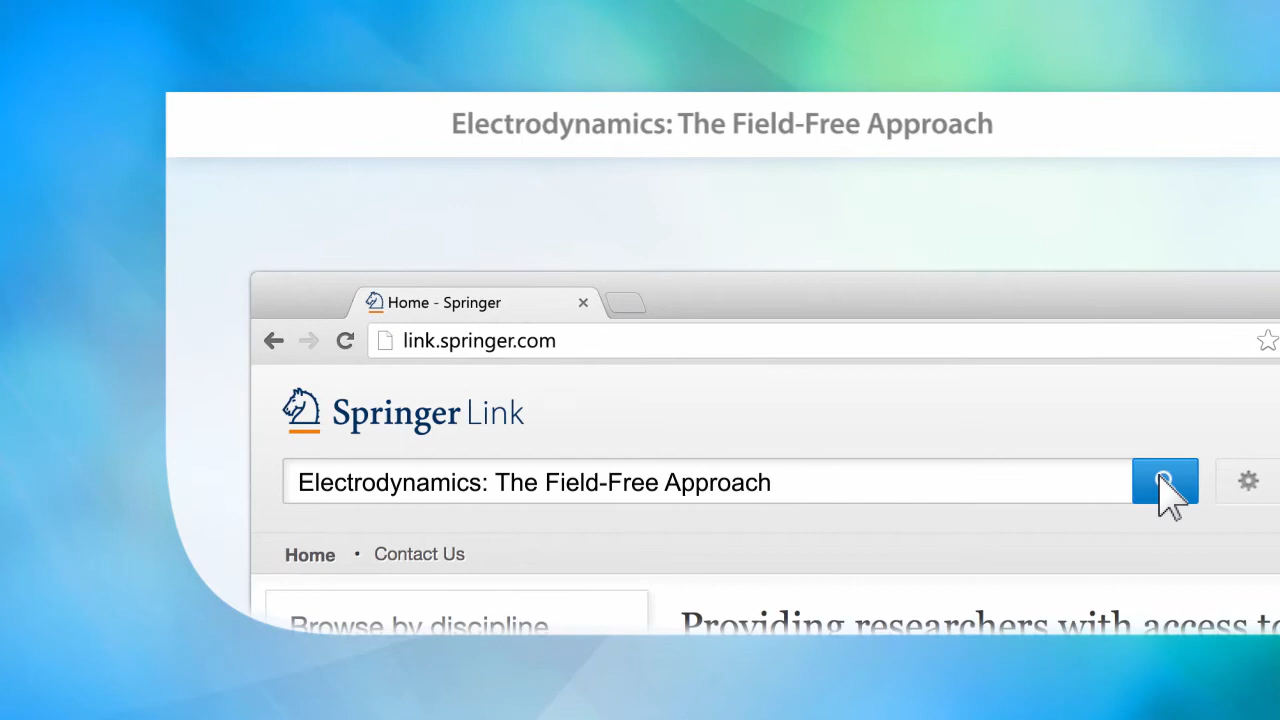 Electrodynamics: The Field-Free Approach
Home - Springer
link.springer.com
Springer Link
Electrodynamics: The Field-Free Approach
Home • Contact Us
Browse by discipline
Providing researchers with access to